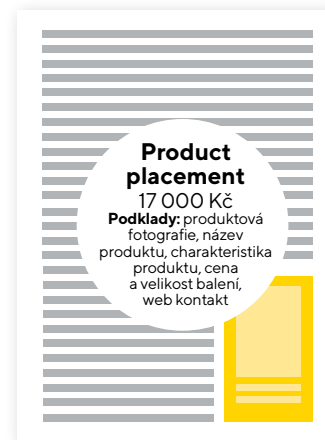 Product
placement
17 000 Kč
Podklady: produktová
fotografie, název
produktu, charakteristika
produktu, cena
a velikost balení,
web kontakt